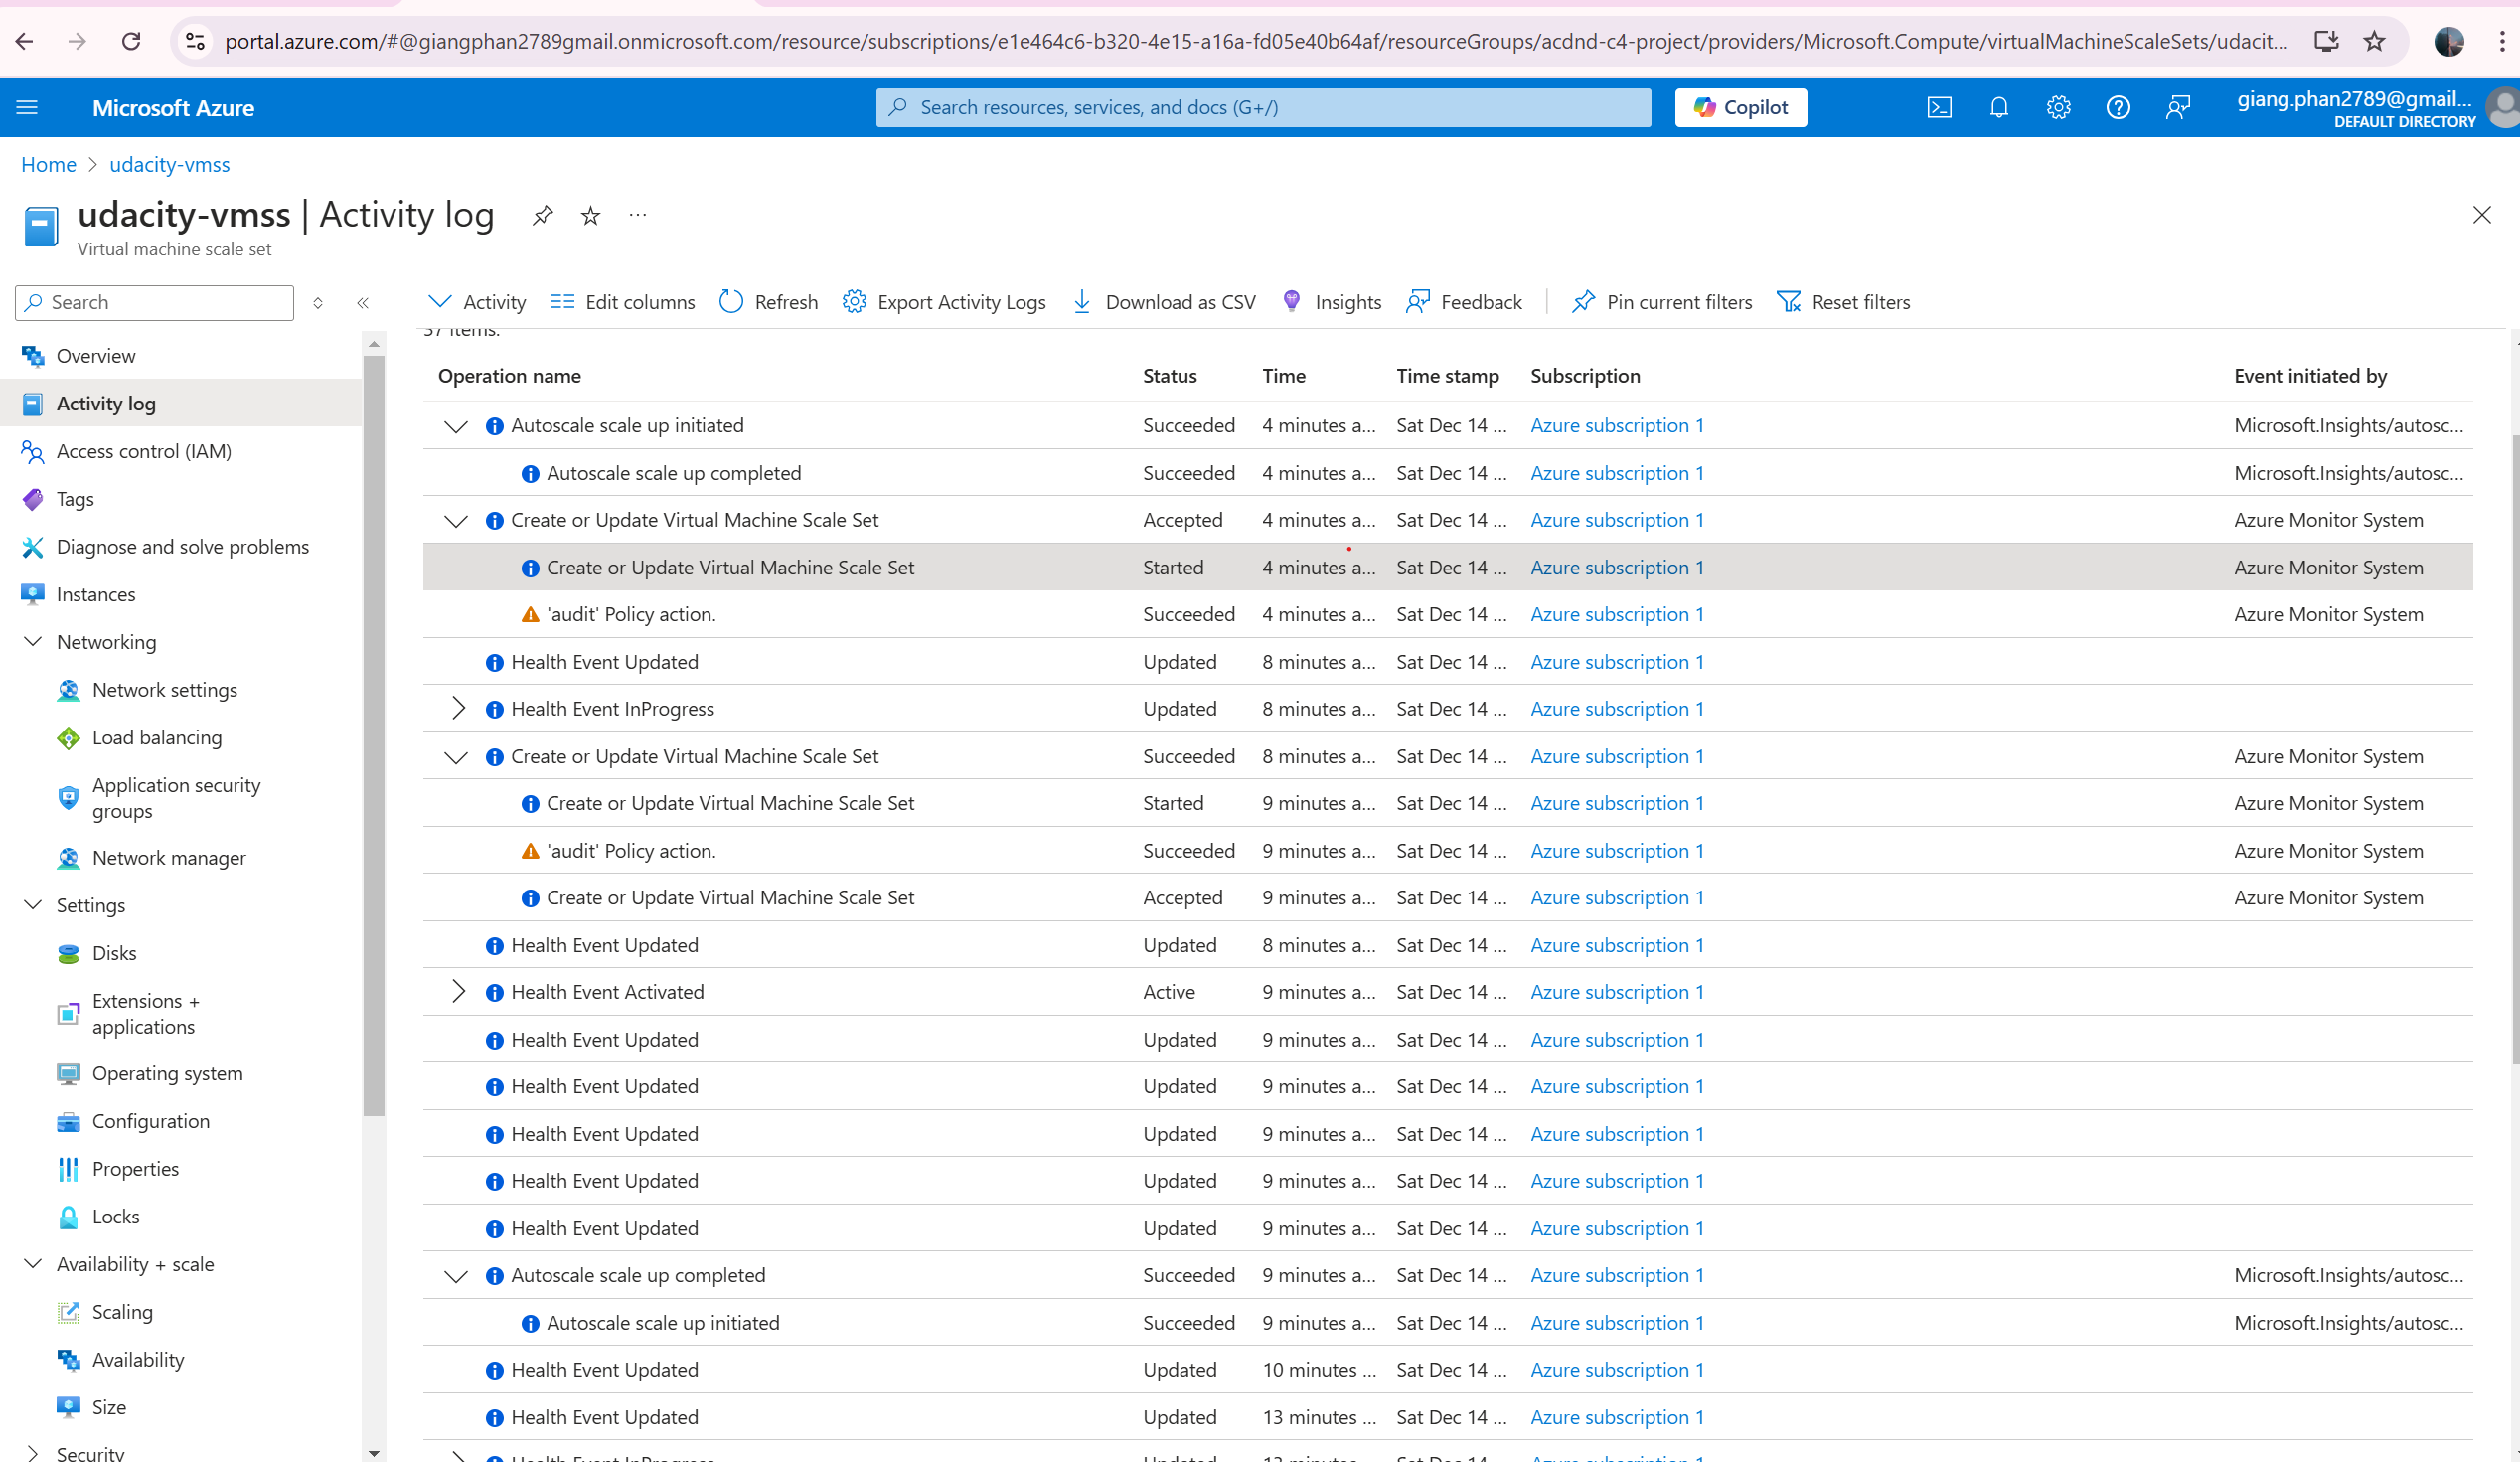 portal.azure.com/#@giangphan2789gmail.onmicrosoft.com/resource/subscriptions/e1e464c6-b320-4e15-a16a-fd05e40b64af/resourceGroups/acdnd-c4-project/providers/Microsoft.Compute/virtualMachineScaleSets/udacit...
Microsoft Azure
Search resources, services, and docs (G+/)
Copilot
giang.phan2789@gmail...
DEFAULT DIRECTORY
Home > udacity-vmss
udacity-vmss | Activity log
Virtual machine scale set
Search
Overview
Activity log
Access control (IAM)
Tags
Diagnose and solve problems
Instances
Networking
Network settings
Load balancing
Application security
groups
Network manager
Settings
Disks
Extensions +
applications
Operating system
Configuration
Properties
Locks
Availability + scale
Scaling
Availability
Size
Security
Activity Edit columns Refresh Export Activity Logs Download as CSV Insights Feedback Pin current filters Reset filters
37 items.
Operation name Status Time Time stamp Subscription Event initiated by
Autoscale scale up initiated Succeeded 4 minutes a... Sat Dec 14 ... Azure subscription 1 Microsoft.Insights/autosc...
Autoscale scale up completed Succeeded 4 minutes a... Sat Dec 14 ... Azure subscription 1 Microsoft.Insights/autosc...
Create or Update Virtual Machine Scale Set Accepted 4 minutes a... Sat Dec 14 ... Azure subscription 1 Azure Monitor System
Create or Update Virtual Machine Scale Set Started 4 minutes a... Sat Dec 14 ... Azure subscription 1 Azure Monitor System
'audit' Policy action. Succeeded 4 minutes a... Sat Dec 14 ... Azure subscription 1 Azure Monitor System
Health Event Updated Updated 8 minutes a... Sat Dec 14 ... Azure subscription 1
Health Event InProgress Updated 8 minutes a... Sat Dec 14 ... Azure subscription 1
Create or Update Virtual Machine Scale Set Succeeded 8 minutes a... Sat Dec 14 ... Azure subscription 1 Azure Monitor System
Create or Update Virtual Machine Scale Set Started 9 minutes a... Sat Dec 14 ... Azure subscription 1 Azure Monitor System
'audit' Policy action. Succeeded 9 minutes a... Sat Dec 14 ... Azure subscription 1 Azure Monitor System
Create or Update Virtual Machine Scale Set Accepted 9 minutes a... Sat Dec 14 ... Azure subscription 1 Azure Monitor System
Health Event Updated Updated 8 minutes a... Sat Dec 14 ... Azure subscription 1
Health Event Activated Active 9 minutes a... Sat Dec 14 ... Azure subscription 1
Health Event Updated Updated 9 minutes a... Sat Dec 14 ... Azure subscription 1
Health Event Updated Updated 9 minutes a... Sat Dec 14 ... Azure subscription 1
Health Event Updated Updated 9 minutes a... Sat Dec 14 ... Azure subscription 1
Health Event Updated Updated 9 minutes a... Sat Dec 14 ... Azure subscription 1
Health Event Updated Updated 9 minutes a... Sat Dec 14 ... Azure subscription 1
Autoscale scale up completed Succeeded 9 minutes a... Sat Dec 14 ... Azure subscription 1 Microsoft.Insights/autosc...
Autoscale scale up initiated Succeeded 9 minutes a... Sat Dec 14 ... Azure subscription 1 Microsoft.Insights/autosc...
Health Event Updated Updated 10 minutes ... Sat Dec 14 ... Azure subscription 1
Health Event Updated Updated 13 minutes ... Sat Dec 14 ... Azure subscription 1
Health Event InProgress Updated 13 minutes ... Sat Dec 14 ... Azure subscription 1